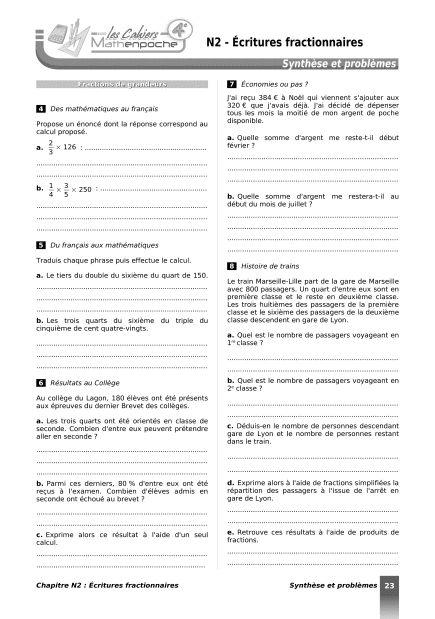 les Cahiers
Mathenpoche
4e
N2 - Écritures fractionnaires
Synthèse et problèmes
Fractions de grandeurs
4 Des mathématiques au français
Propose un énoncé dont la réponse correspond au
calcul proposé.
a. 2/3 × 126 : ......
b. 1/4 × 3/5 × 250 : ......
5 Du français aux mathématiques
Traduis chaque phrase puis effectue le calcul.
a. Le tiers du double du sixième du quart de 150.
b. Les trois quarts du sixième du triple du
cinquième de cent quatre-vingts.
6 Résultats au Collège
Au collège du Lagon, 180 élèves ont été présents
aux épreuves du dernier Brevet des collèges.
a. Les trois quarts ont été orientés en classe de
seconde. Combien d'entre eux peuvent prétendre
aller en seconde ?
b. Parmi ces derniers, 80 % d'entre eux ont été
reçus à l'examen. Combien d'élèves admis en
seconde ont échoué au brevet ?
c. Exprime alors ce résultat à l'aide d'un seul
calcul.
7 Économies ou pas ?
J'ai reçu 384 € à Noël qui viennent s'ajouter aux
320 € que j'avais déjà. J'ai décidé de dépenser
tous les mois la moitié de mon argent de poche
disponible.
a. Quelle somme d'argent me reste-t-il début
février ?
b. Quelle somme d'argent me restera-t-il au
début du mois de juillet ?
8 Histoire de trains
Le train Marseille-Lille part de la gare de Marseille
avec 800 passagers. Un quart d'entre eux sont en
première classe et le reste en deuxième classe.
Les trois huitièmes des passagers de la première
classe et le sixième des passagers de la deuxième
classe descendent en gare de Lyon.
a. Quel est le nombre de passagers voyageant en
1re classe ?
b. Quel est le nombre de passagers voyageant en
2e classe ?
c. Déduis-en le nombre de personnes descendant
gare de Lyon et le nombre de personnes restant
dans le train.
d. Exprime alors à l'aide de fractions simplifiées la
répartition des passagers à l'issue de l'arrêt en
gare de Lyon.
e. Retrouve ces résultats à l'aide de produits de
fractions.
Chapitre N2 : Écritures fractionnaires
Synthèse et problèmes 23